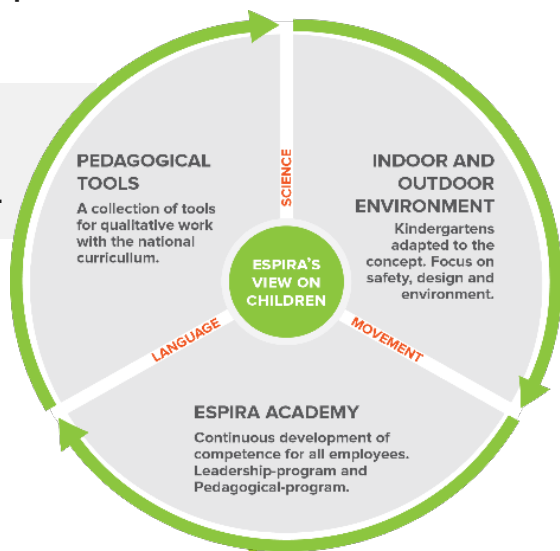 PEDAGOGICAL
TOOLS
A collection of tools
for qualitative work
with the national
curicullum.
SCIENCE
INDOOR AND
OUTDOOR
ENVIRONMENT
Kindergartens
adapted to the
concept. Focus on
safety, design and
environment.
ESPIRA'S
VIEW ON
CHILDREN
LANGUAGE
MOVEMENT
ESPIRA ACADEMY
Continuous development of
competence for all employees.
Leadership-program and
Pedagogical-program.